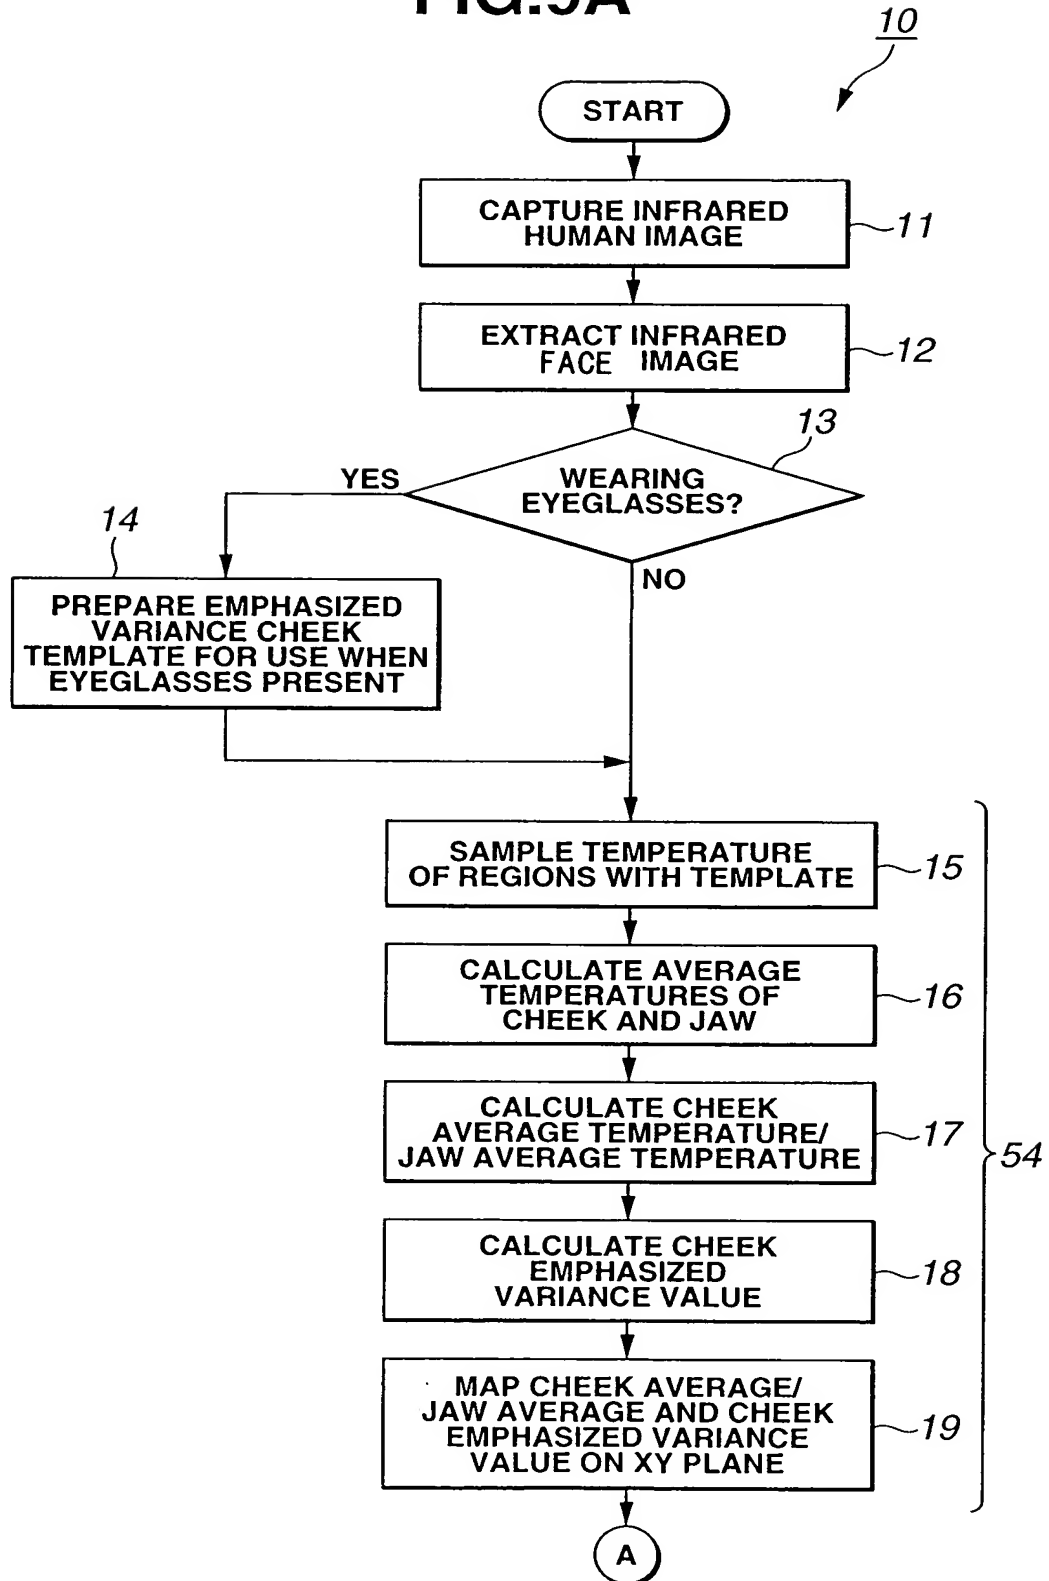 10
START
CAPTURE INFRARED
HUMAN IMAGE
11
EXTRACT INFRARED
FACE IMAGE
12
13
WEARING
EYEGLASSES?
YES
NO
14
PREPARE EMPHASIZED
VARIANCE CHEEK
TEMPLATE FOR USE WHEN
EYEGLASSES PRESENT
SAMPLE TEMPERATURE
OF REGIONS WITH TEMPLATE
15
CALCULATE AVERAGE
TEMPERATURES OF
CHEEK AND JAW
16
CALCULATE CHEEK
AVERAGE TEMPERATURE/
JAW AVERAGE TEMPERATURE
17
54
CALCULATE CHEEK
EMPHASIZED
VARIANCE VALUE
18
MAP CHEEK AVERAGE/
JAW AVERAGE AND CHEEK
EMPHASIZED VARIANCE
VALUE ON XY PLANE
19
A